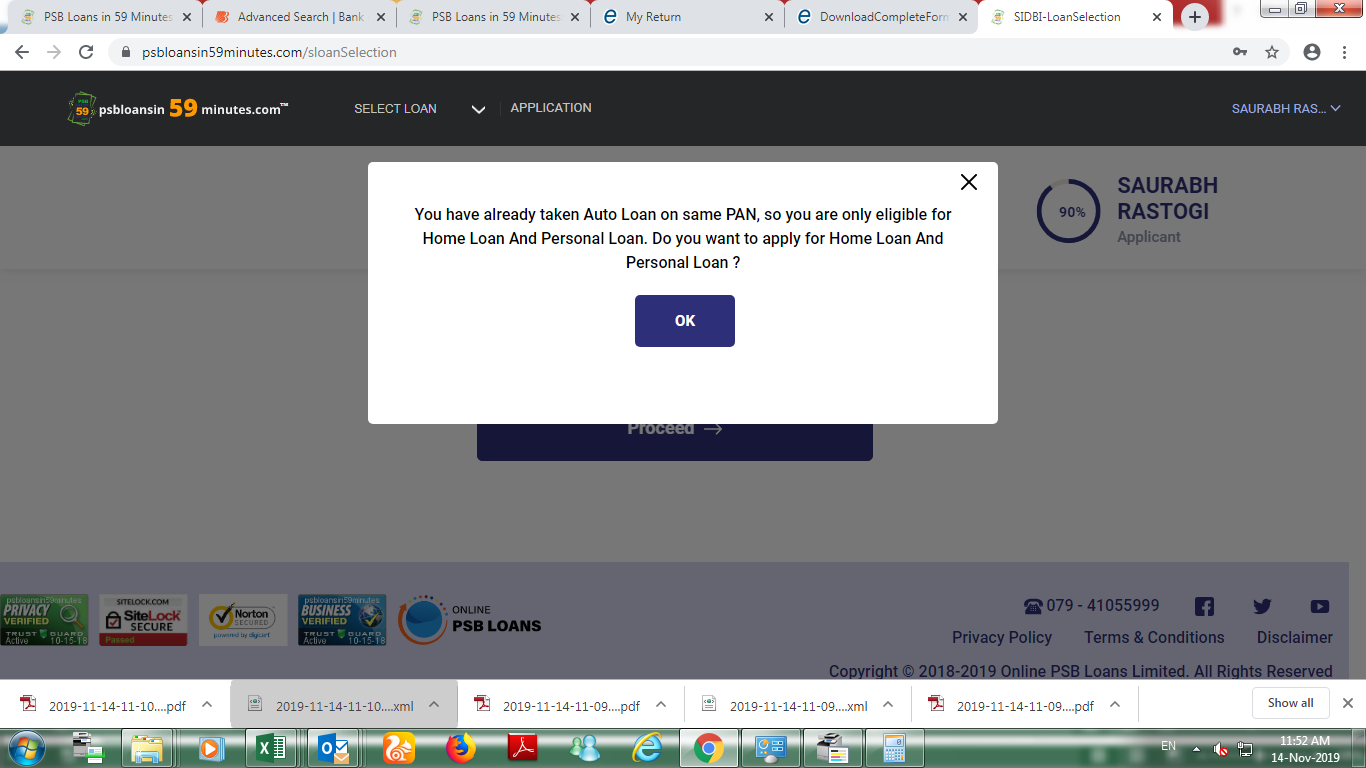 PSB Loans in 59 Minutes
Advanced Search | Bank
PSB Loans in 59 Minutes
My Return
DownloadCompleteForm
SIDBI-LoanSelection
psbloansin59minutes.com/sloanSelection
PSB
59
psbloansin 59 minutes.com™
SELECT LOAN
APPLICATION
SAURABH RAS...
You have already taken Auto Loan on same PAN, so you are only eligible for
Home Loan And Personal Loan. Do you want to apply for Home Loan And
Personal Loan ?
OK
90%
SAURABH
RASTOGI
Applicant
Proceed
psbloansin59minutes
PRIVACY
VERIFIED
TRUST GUARD
Active 10-15-18
SITELOCK.COM
SiteLock
SECURE
Passed
Norton
SECURED
powered by digicert
psbloansin59minutes
BUSINESS
VERIFIED
TRUST GUARD
Active 10-15-18
ONLINE
PSB LOANS
079 - 41055999
Privacy Policy
Terms & Conditions
Disclaimer
Copyright © 2018-2019 Online PSB Loans Limited. All Rights Reserved
2019-11-14-11-10....pdf
2019-11-14-11-10....xml
2019-11-14-11-09....pdf
2019-11-14-11-09....xml
2019-11-14-11-09....pdf
Show all
EN
11:52 AM
14-Nov-2019